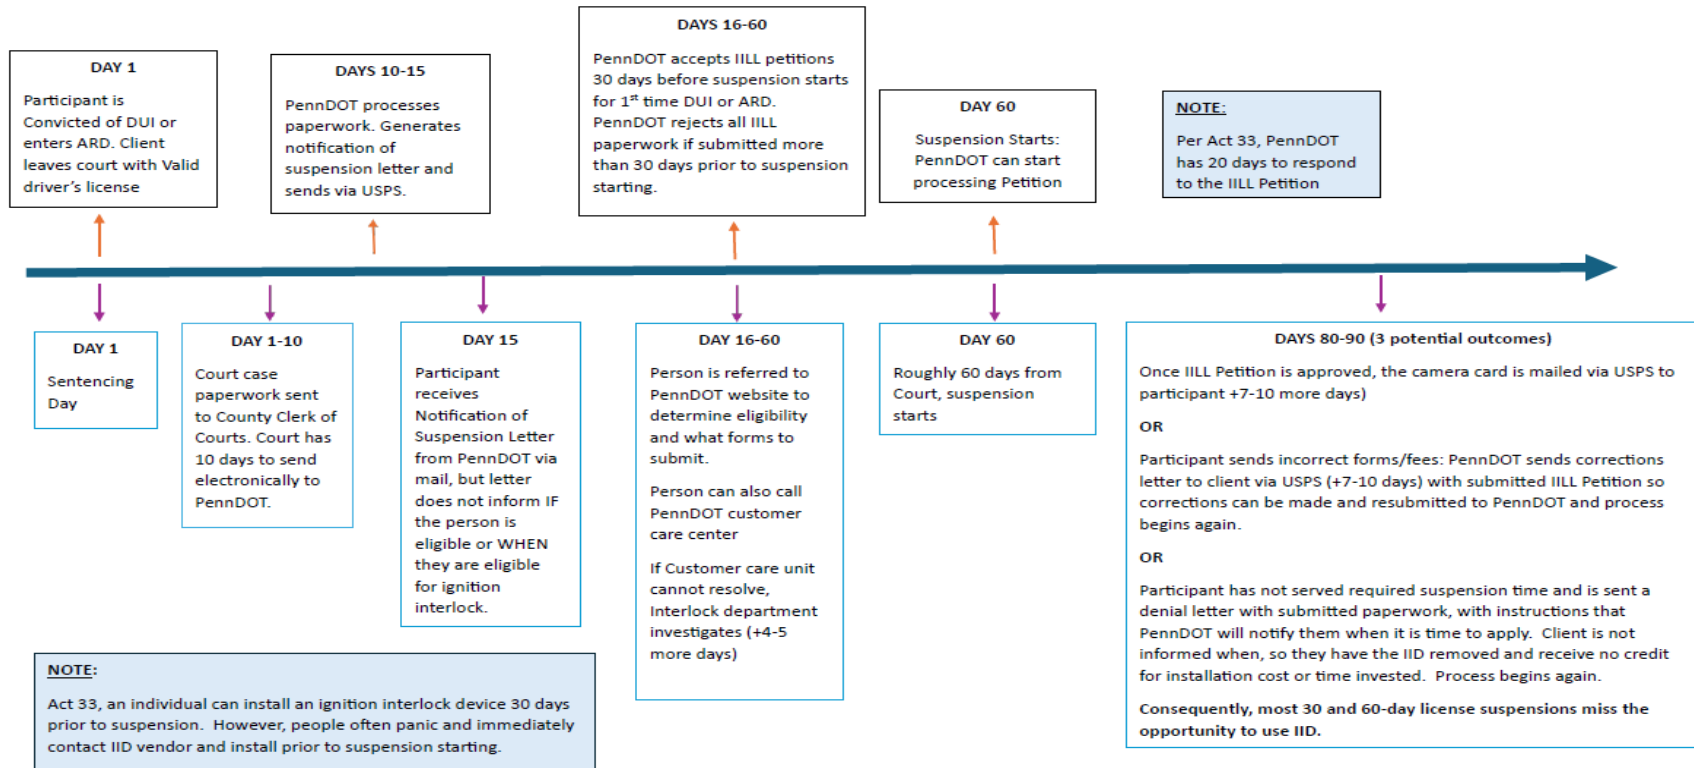 DAY 1
Participant is
Convicted of DUI or
enters ARD. Client
leaves court with Valid
driver's license
DAYS 10-15
PennDOT processes
paperwork. Generates
notification of
suspension letter and
sends via USPS.
DAYS 16-60
PennDOT accepts IILL petitions
30 days before suspension starts
for 1st time DUI or ARD.
PennDOT rejects all IILL
paperwork if submitted more
than 30 days prior to suspension
starting.
DAY 60
Suspension Starts:
PennDOT can start
processing Petition
NOTE:
Per Act 33, PennDOT
has 20 days to respond
to the IILL Petition
DAY 1
Sentencing
Day
DAY 1-10
Court case
paperwork sent
to County Clerk of
Courts. Court has
10 days to send
electronically to
PennDOT.
DAY 15
Participant
receives
Notification of
Suspension Letter
from PennDOT via
mail, but letter
does not inform IF
the person is
eligible or WHEN
they are eligible
for ignition
interlock.
DAY 16-60
Person is referred to
PennDOT website to
determine eligibility
and what forms to
submit.
Person can also call
PennDOT customer
care center
If Customer care unit
cannot resolve,
Interlock department
investigates (+4-5
more days)
DAY 60
Roughly 60 days from
Court, suspension
starts
DAYS 80-90 (3 potential outcomes)
Once IILL Petition is approved, the camera card is mailed via USPS to
participant +7-10 more days)
OR
Participant sends incorrect forms/fees: PennDOT sends corrections
letter to client via USPS (+7-10 days) with submitted IILL Petition so
corrections can be made and resubmitted to PennDOT and process
begins again.
OR
Participant has not served required suspension time and is sent a
denial letter with submitted paperwork, with instructions that
PennDOT will notify them when it is time to apply. Client is not
informed when, so they have the IID removed and receive no credit
for installation cost or time invested. Process begins again.
Consequently, most 30 and 60-day license suspensions miss the
opportunity to use IID.
NOTE:
Act 33, an individual can install an ignition interlock device 30 days
prior to suspension. However, people often panic and immediately
contact IID vendor and install prior to suspension starting.